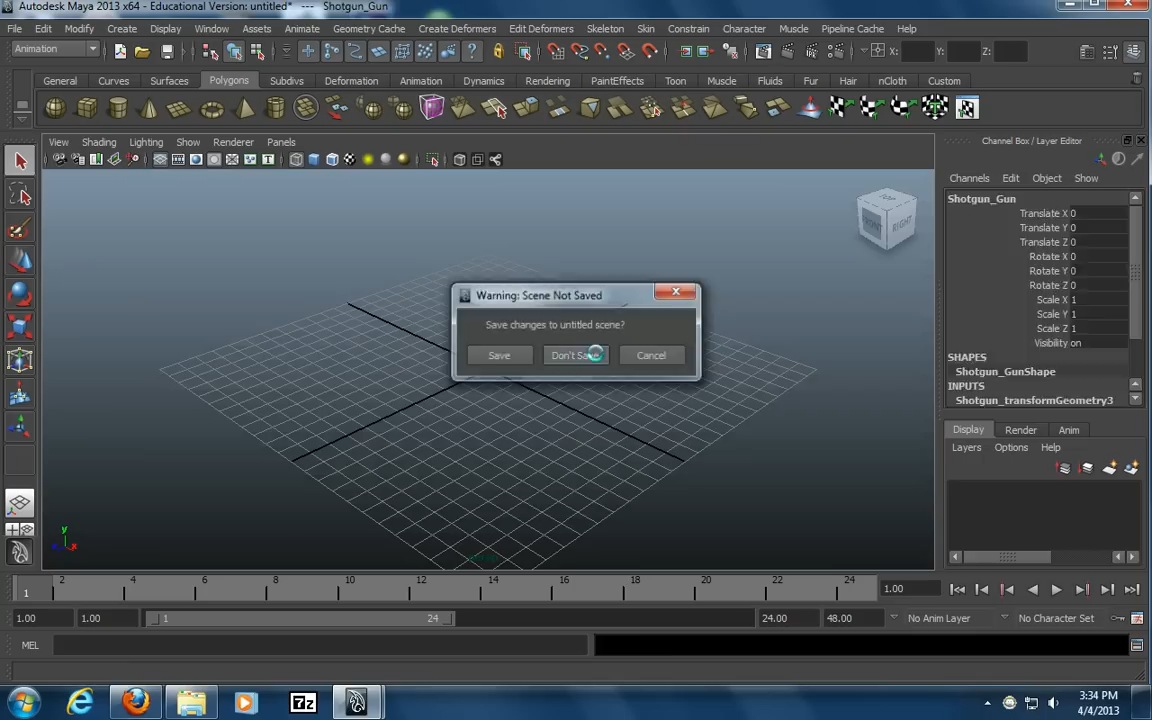 Autodesk Maya 2013 x64 - Educational Version: untitled* --- Shotgun_Gun
File Edit Modify Create Display Window Assets Animate Geometry Cache Create Deformers Edit Deformers Skeleton Skin Constrain Character Muscle Pipeline Cache Help
Animation X: Y: Z:
General Curves Surfaces Polygons Subdivs Deformation Animation Dynamics Rendering PaintEffects Toon Muscle Fluids Fur Hair nCloth Custom
View Shading Lighting Show Renderer Panels
Channel Box / Layer Editor
Channels Edit Object Show
Shotgun_Gun
Translate X 0
Translate Y 0
Translate Z 0
Rotate X 0
Rotate Y 0
Rotate Z 0
Scale X 1
Scale Y 1
Scale Z 1
Visibility on
SHAPES
Shotgun_GunShape
INPUTS
Shotgun_transformGeometry3
TOP
FRONT RIGHT
Warning: Scene Not Saved
Save changes to untitled scene?
Save Don't Save Cancel
Display Render Anim
Layers Options Help
y
x
1 2 4 6 8 10 12 14 16 18 20 22 24 1.00
1.00 1.00 1 24 24.00 48.00 No Anim Layer No Character Set
MEL
7z
3:34 PM
4/4/2013